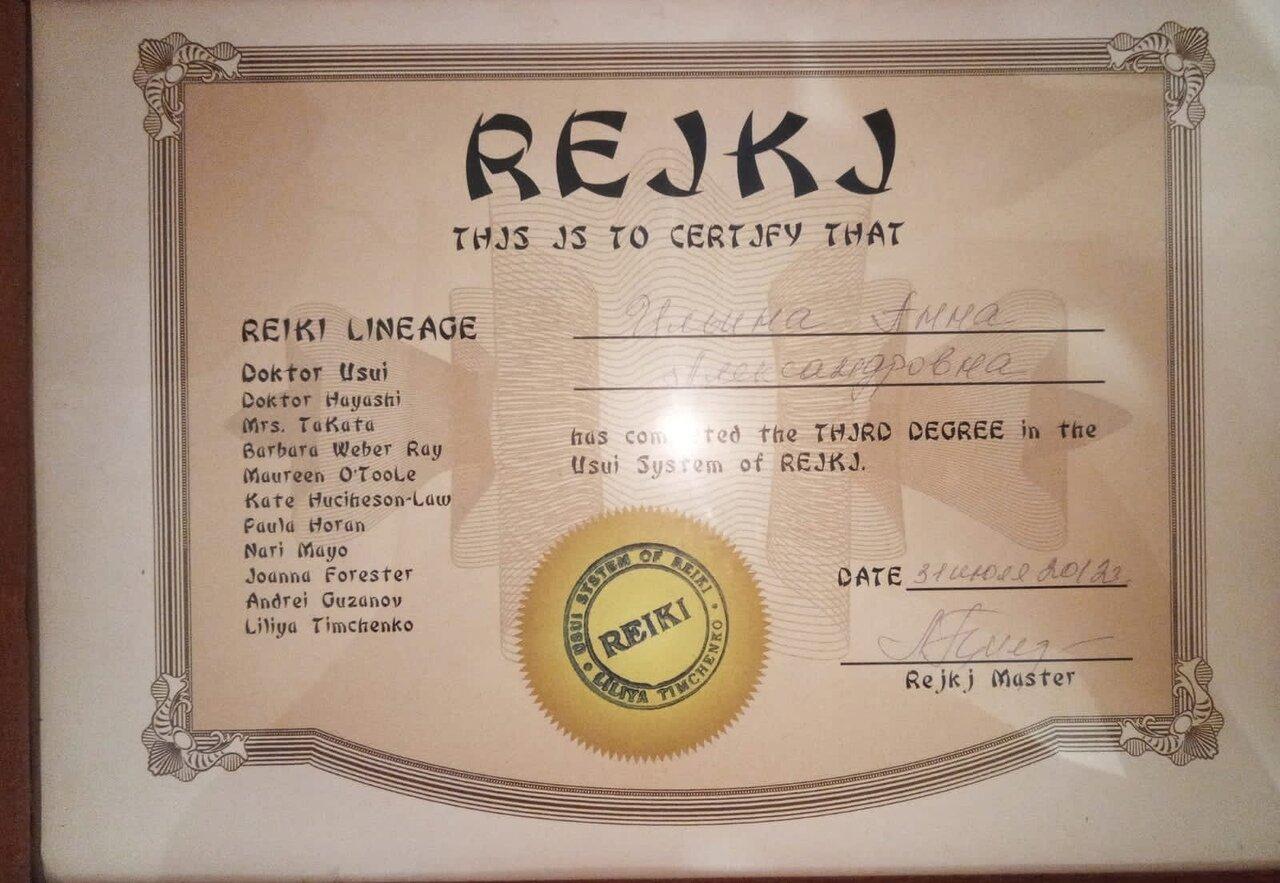 REJKJ
THJS JS TO CERTJFY THAT
REIKI LINEAGE
Doktor Usui
Doktor Hayashi
Mrs. TaKata
Barbara Weber Ray
Maureen O'TooLe
Kate Huciheson-Law
Paula Horan
Nari Mayo
Joanna Forester
Andrei Guzanov
Liliya Timchenko
Ильина Анна
Александровна
has the THJRD DEGREE in the
Usui System of REJKJ.
USUI SYSTEM OF REIKI
REIKI
LILIYA TIMCHENKO
DATE 31 июля
Rejkj Master